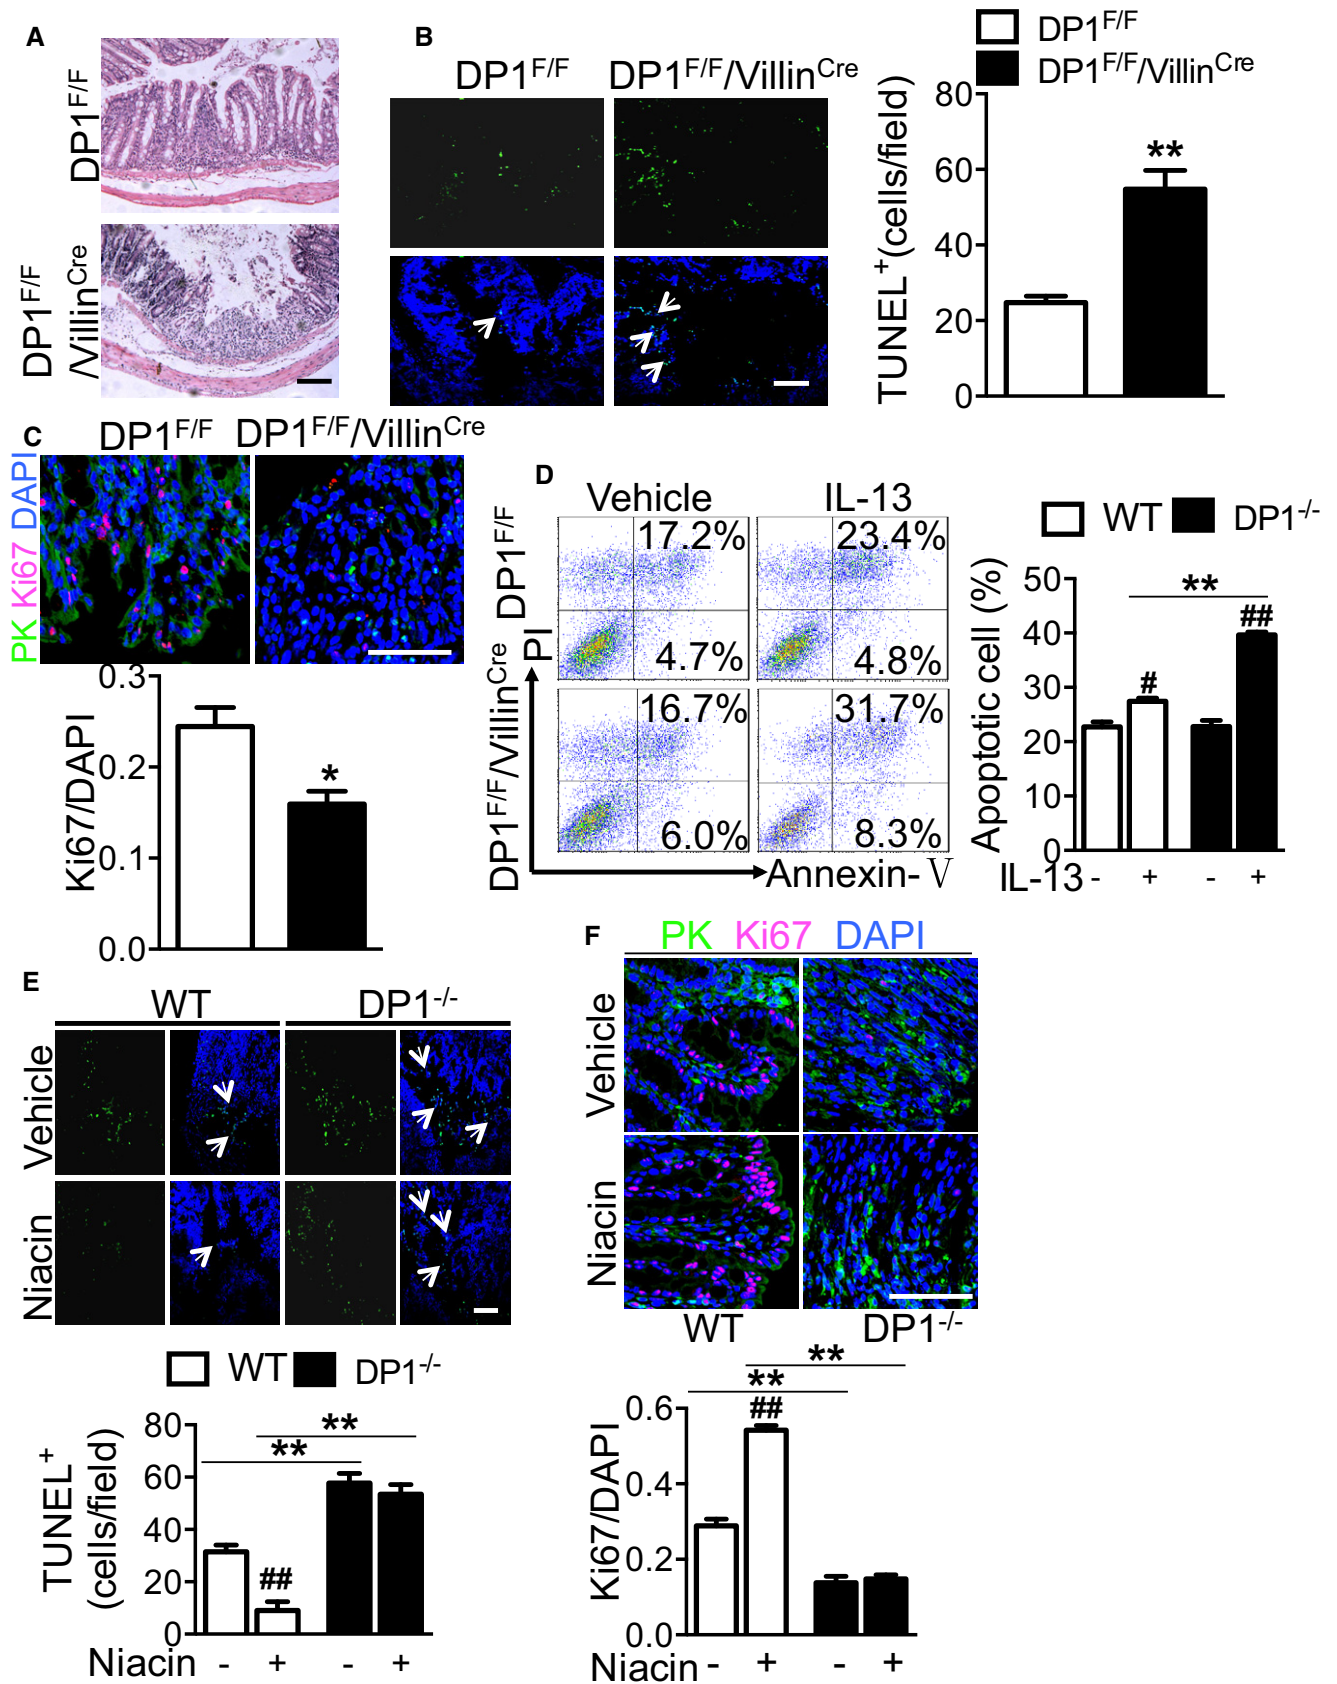 A
DP1F/F
DP1F/F
/VillinCre
B
DP1F/F
DP1F/F/VillinCre
DP1F/F
DP1F/F/VillinCre
TUNEL+(cells/field)
80
60
40
20
0
**
C
DP1F/F
DP1F/F/VillinCre
PK Ki67 DAPI
Ki67/DAPI
0.3
0.2
0.1
0.0
*
D
Vehicle
IL-13
DP1F/F
DP1F/F/VillinCre
17.2%
4.7%
23.4%
4.8%
16.7%
6.0%
31.7%
8.3%
PI
Annexin-V
WT
DP1-/-
Apoptotic cell (%)
50
40
30
20
10
0
**
#
##
IL-13 - + - +
E
WT
DP1-/-
Vehicle
Niacin
WT
DP1-/-
TUNEL+
(cells/field)
80
60
40
20
0
**
**
##
Niacin - + - +
F
PK Ki67 DAPI
Vehicle
Niacin
WT
DP1-/-
Ki67/DAPI
0.6
0.4
0.2
0.0
**
**
##
Niacin - + - +